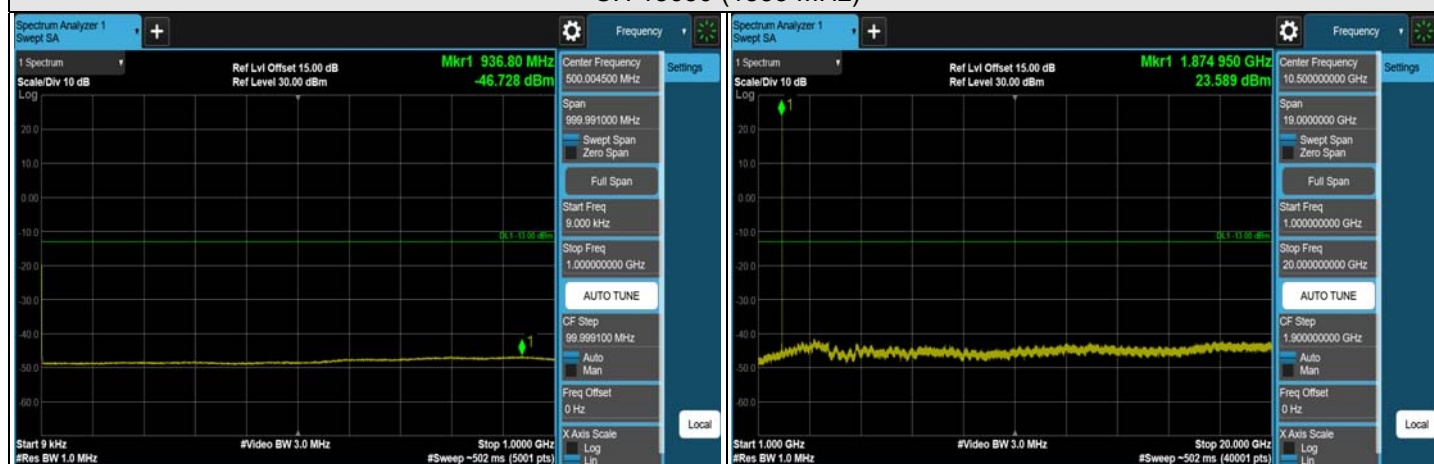 Spectrum Analyzer 1
Swept SA
+
Frequency
1 Spectrum
Scale/Div 10 dB
Log
Ref Lvl Offset 15.00 dB
Ref Level 30.00 dBm
Mkr1 936.80 MHz
-46.728 dBm
20.0
10.0
0.00
-10.0
-20.0
-30.0
-40.0
-50.0
-60.0
DL1 -13.00 dBm
1
Start 9 kHz
#Res BW 1.0 MHz
#Video BW 3.0 MHz
Stop 1.0000 GHz
#Sweep ~502 ms (5001 pts)
Center Frequency
500.004500 MHz
Settings
Span
999.991000 MHz
Swept Span
Zero Span
Full Span
Start Freq
9.000 kHz
Stop Freq
1.000000000 GHz
AUTO TUNE
CF Step
99.999100 MHz
Auto
Man
Freq Offset
0 Hz
X Axis Scale
Log
Lin
Local
Spectrum Analyzer 1
Swept SA
+
Frequency
1 Spectrum
Scale/Div 10 dB
Log
Ref Lvl Offset 15.00 dB
Ref Level 30.00 dBm
Mkr1 1.874 950 GHz
23.589 dBm
1
20.0
10.0
0.00
-10.0
-20.0
-30.0
-40.0
-50.0
-60.0
DL1 -13.00 dBm
Start 1.000 GHz
#Res BW 1.0 MHz
#Video BW 3.0 MHz
Stop 20.000 GHz
#Sweep ~502 ms (40001 pts)
Center Frequency
10.500000000 GHz
Settings
Span
19.0000000 GHz
Swept Span
Zero Span
Full Span
Start Freq
1.000000000 GHz
Stop Freq
20.000000000 GHz
AUTO TUNE
CF Step
1.900000000 GHz
Auto
Man
Freq Offset
0 Hz
X Axis Scale
Log
Lin
Local